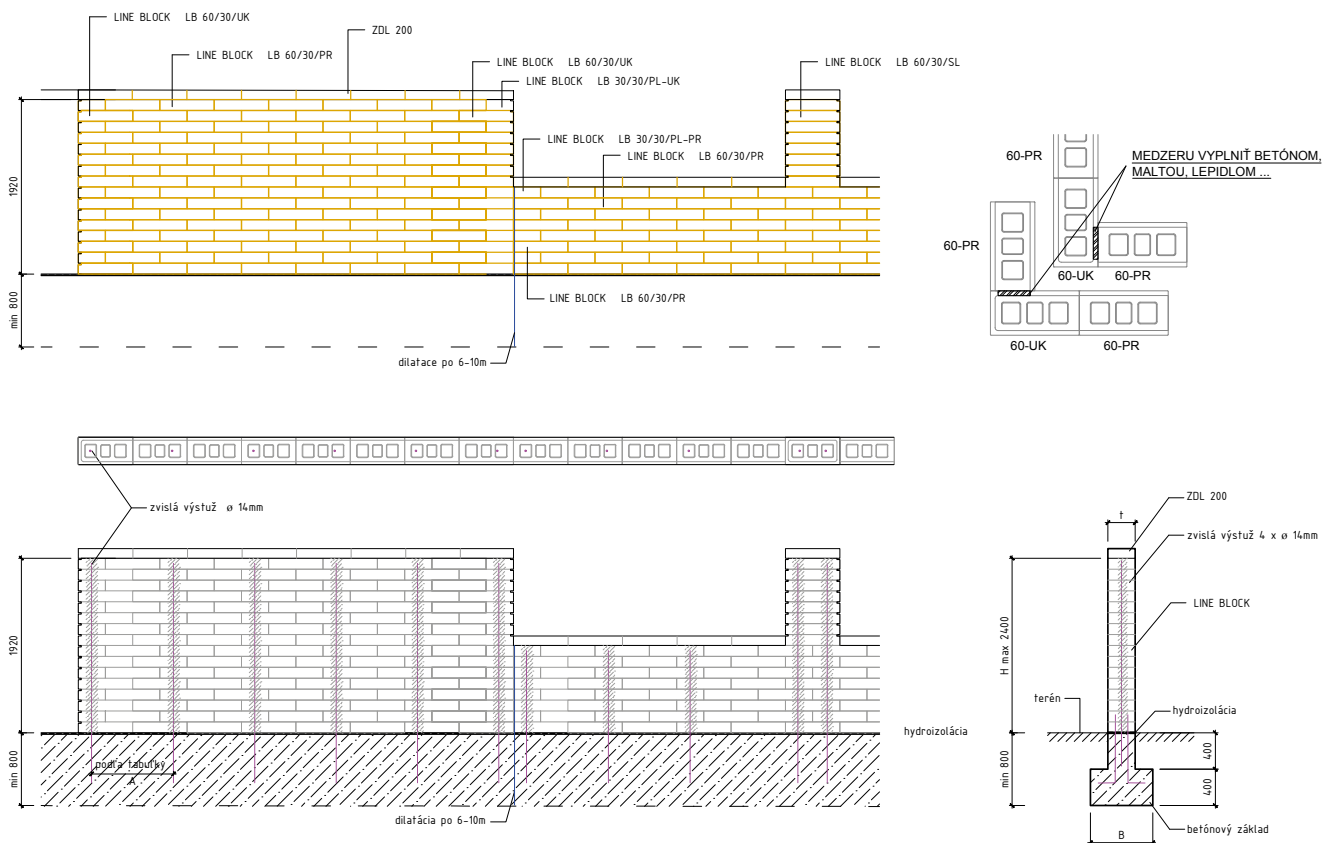 LINE BLOCK LB 60/30/UK
ZDL 200
LINE BLOCK LB 60/30/PR
LINE BLOCK LB 60/30/UK
LINE BLOCK LB 30/30/PL-UK
LINE BLOCK LB 60/30/SL
LINE BLOCK LB 30/30/PL-PR
LINE BLOCK LB 60/30/PR
1920
LINE BLOCK LB 60/30/PR
min 800
dilatace po 6-10m
60-PR
MEDZERU VYPLNIŤ BETÓNOM,
MALTOU, LEPIDLOM ...
60-PR
60-UK
60-PR
60-UK
60-PR
zvislá výstuž ø 14mm
1920
min 800
podľa tabuľky
A
dilatácia po 6-10m
hydroizolácia
ZDL 200
t
zvislá výstuž 4 x ø 14mm
LINE BLOCK
H max 2400
terén
hydroizolácia
min 800
400
400
B
betónový základ